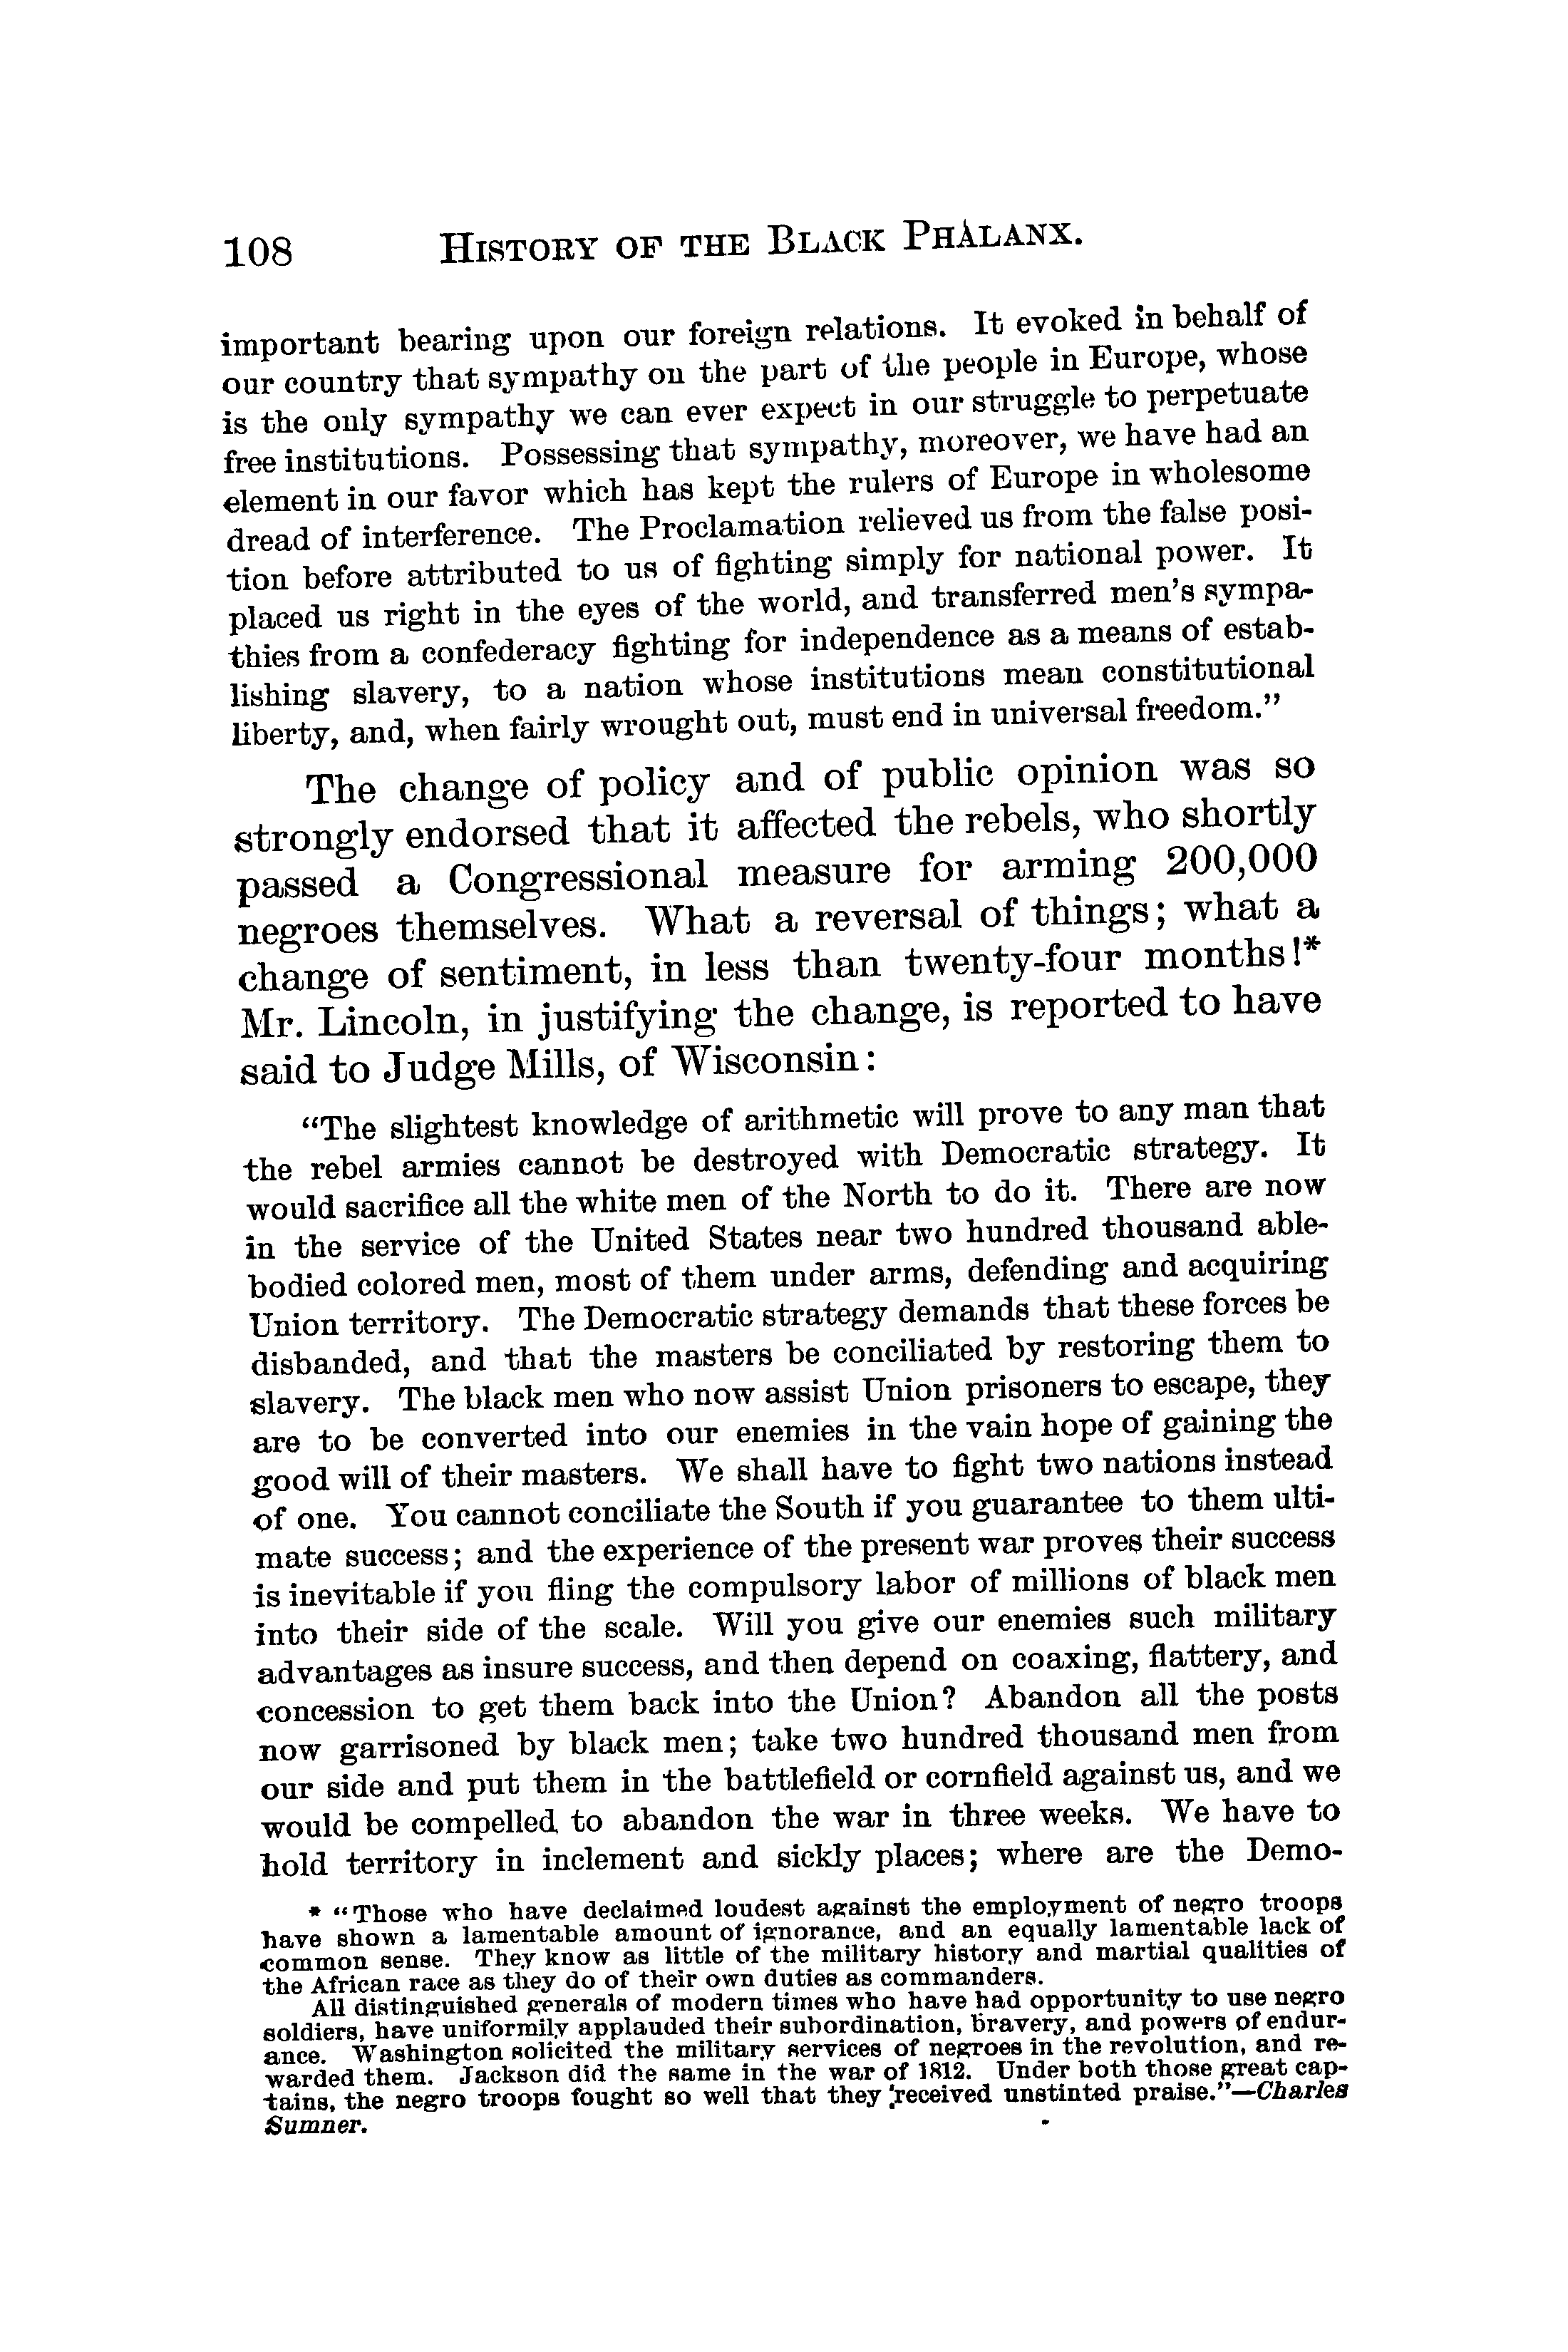 108 HISTORY OF THE BLACK PHALANX.
important bearing upon our foreign relations. It evoked in behalf of
our country that sympathy on the part of the people in Europe, whose
is the only sympathy we can ever expect in our struggle to perpetuate
free institutions. Possessing that sympathy, moreover, we have had an
element in our favor which has kept the rulers of Europe in wholesome
dread of interference. The Proclamation relieved us from the false posi-
tion before attributed to us of fighting simply for national power. It
placed us right in the eyes of the world, and transferred men's sympa-
thies from a confederacy fighting for independence as a means of estab-
lishing slavery, to a nation whose institutions mean constitutional
liberty, and, when fairly wrought out, must end in universal freedom."
The change of policy and of public opinion was so
strongly endorsed that it affected the rebels, who shortly
passed a Congressional measure for arming 200,000
negroes themselves. What a reversal of things; what a
change of sentiment, in less than twenty-four months!*
Mr. Lincoln, in justifying the change, is reported to have
said to Judge Mills, of Wisconsin:
"The slightest knowledge of arithmetic will prove to any man that
the rebel armies cannot be destroyed with Democratic strategy. It
would sacrifice all the white men of the North to do it. There are now
in the service of the United States near two hundred thousand able-
bodied colored men, most of them under arms, defending and acquiring
Union territory. The Democratic strategy demands that these forces be
disbanded, and that the masters be conciliated by restoring them to
slavery. The black men who now assist Union prisoners to escape, they
are to be converted into our enemies in the vain hope of gaining the
good will of their masters. We shall have to fight two nations instead
of one. You cannot conciliate the South if you guarantee to them ulti-
mate success; and the experience of the present war proves their success
is inevitable if you fling the compulsory labor of millions of black men
into their side of the scale. Will you give our enemies such military
advantages as insure success, and then depend on coaxing, flattery, and
concession to get them back into the Union? Abandon all the posts
now garrisoned by black men; take two hundred thousand men from
our side and put them in the battlefield or cornfield against us, and we
would be compelled to abandon the war in three weeks. We have to
hold territory in inclement and sickly places; where are the Demo-
* "Those who have declaimed loudest against the employment of negro troops
have shown a lamentable amount of ignorance, and an equally lamentable lack of
common sense. They know as little of the military history and martial qualities of
the African race as they do of their own duties as commanders.
All distinguished generals of modern times who have had opportunity to use negro
soldiers, have uniformily applauded their subordination, bravery, and powers of endur-
ance. Washington solicited the military services of negroes in the revolution, and re-
warded them. Jackson did the same in the war of 1812. Under both those great cap-
tains, the negro troops fought so well that they received unstinted praise."—Charles
Sumner.